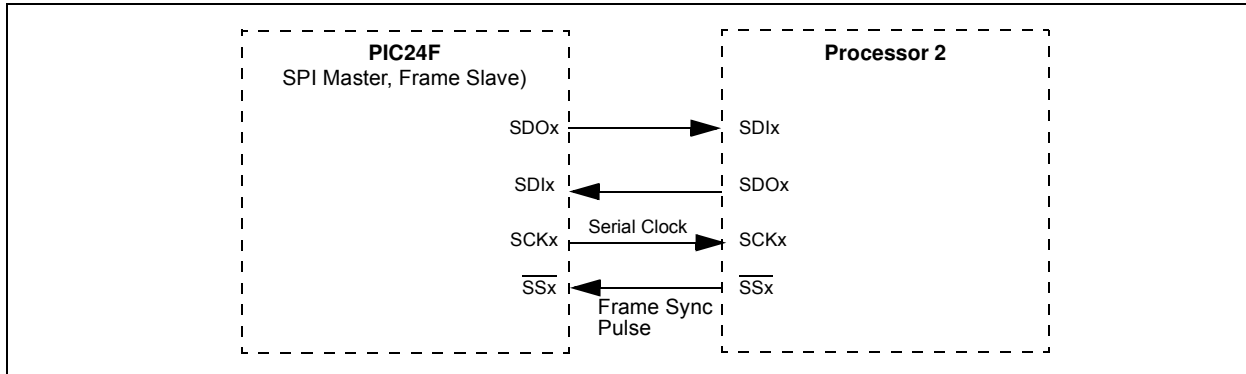 PIC24F
SPI Master, Frame Slave)
SDOx
SDIx
SCKx
SSx
Serial Clock
Frame Sync
Pulse
Processor 2
SDIx
SDOx
SCKx
SSx